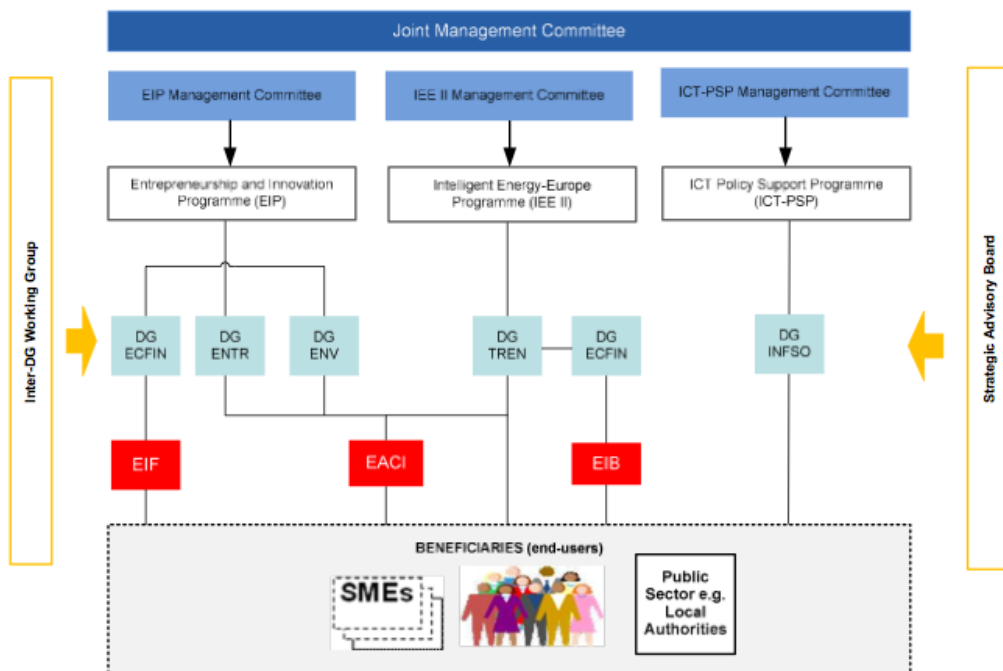 Joint Management Committee
EIP Management Committee
IEE II Management Committee
ICT-PSP Management Committee
Entrepreneurship and Innovation
Programme (EIP)
Intelligent Energy-Europe
Programme (IEE II)
ICT Policy Support Programme
(ICT-PSP)
Inter-DG Working Group
Strategic Advisory Board
DG
ECFIN
DG
ENTR
DG
ENV
DG
TREN
DG
ECFIN
DG
INFSO
EIF
EACI
EIB
BENEFICIARIES (end-users)
SMEs
Public
Sector e.g.
Local
Authorities